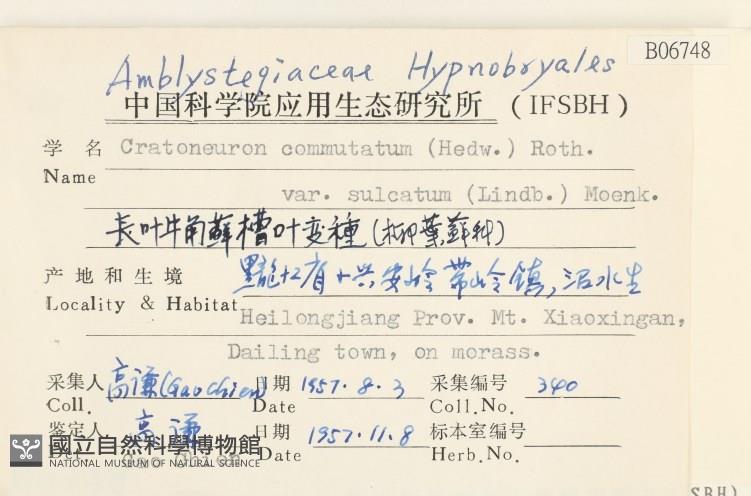 B06748
Amblystegiaceae Hypnobryales
中国科学院应用生态研究所 (IFSBH)
学 名 Cratoneuron commutatum (Hedw.) Roth.
Name
var. sulcatum (Lindb.) Moenk.
长叶牛角藓槽叶变種(柳葉藓科)
产地和生境 黑龙江省小兴安岭带岭镇,沼水生
Locality & Habitat
Heilongjiang Prov. Mt. Xiaoxingan,
Dailing town, on morass.
采集人 高谦(Gao Chien) 日期 1957.8.3 采集编号 340
Coll. Date Coll.No.
鉴定人 高谦 日期 1957.11.8 标本室编号
Det Gao Chien Date Herb.No.
國立自然科學博物館
NATIONAL MUSEUM OF NATURAL SCIENCE
SBH)